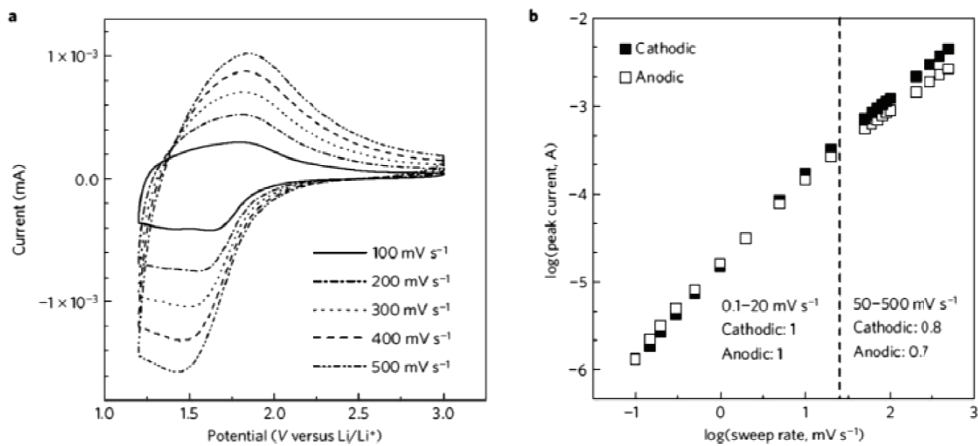 a
1 × 10⁻³
0.0
−1 × 10⁻³
Current (mA)
100 mV s⁻¹
200 mV s⁻¹
300 mV s⁻¹
400 mV s⁻¹
500 mV s⁻¹
1.0 1.5 2.0 2.5 3.0
Potential (V versus Li/Li⁺)
b
−2
−3
−4
−5
−6
log(peak current, A)
Cathodic
Anodic
0.1–20 mV s⁻¹
Cathodic: 1
Anodic: 1
50–500 mV s⁻¹
Cathodic: 0.8
Anodic: 0.7
−1 0 1 2 3
log(sweep rate, mV s⁻¹)